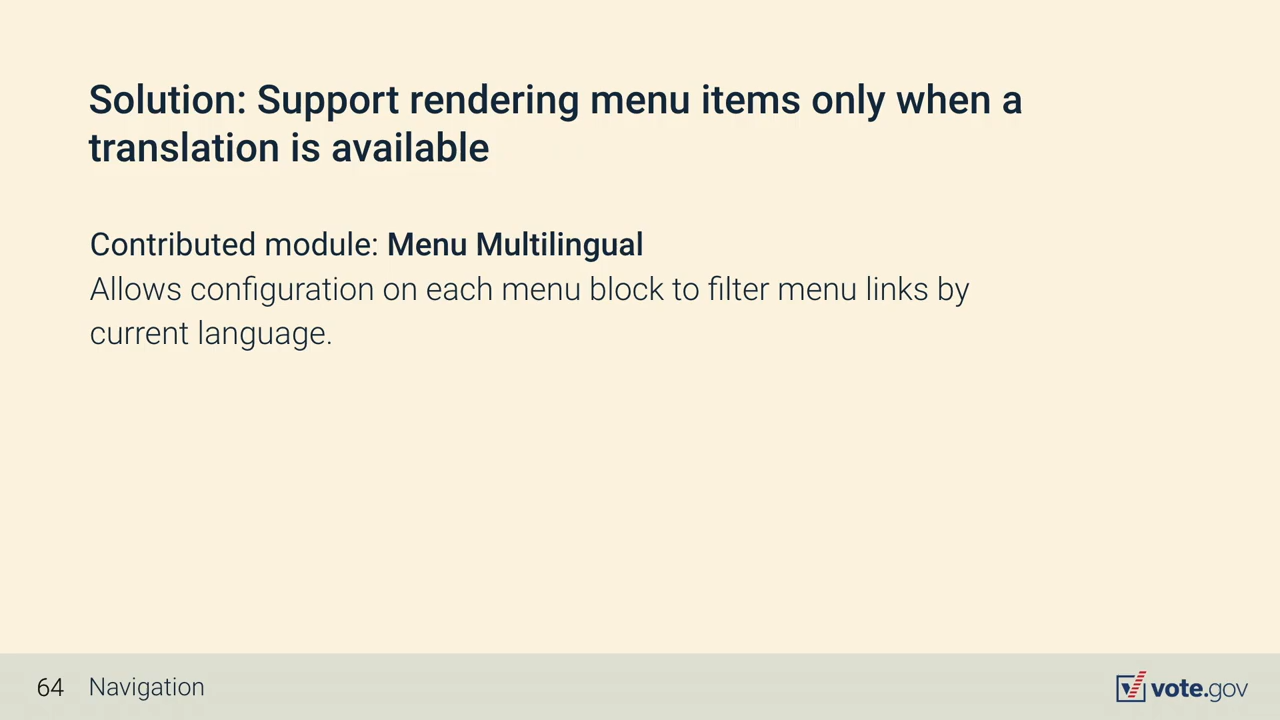 Solution: Support rendering menu items only when a
translation is available
Contributed module: Menu Multilingual
Allows configuration on each menu block to filter menu links by
current language.
64 Navigation
vote.gov